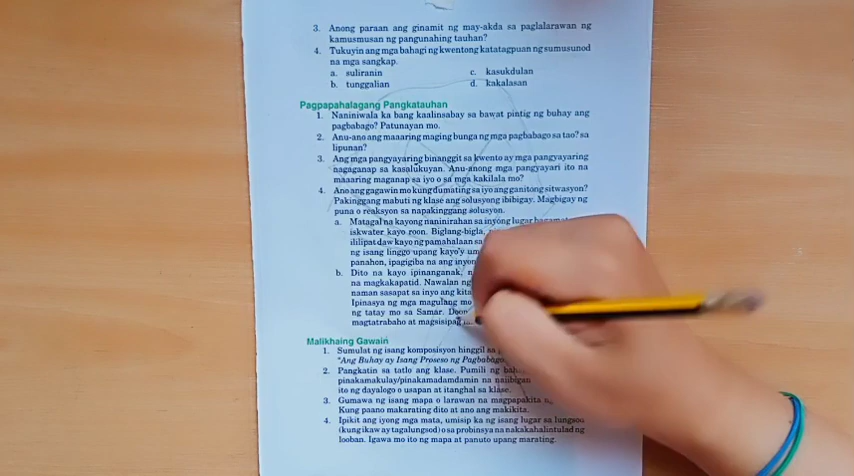 3. Anong paraan ang ginamit ng may-akda sa paglalarawan ng
kamusmusan ng pangunahing tauhan?
4. Tukuyin ang mga bahagi ng kwentong katatagpuan ng sumusunod
na mga sangkap.
a. suliranin
c. kasukdulan
b. tunggalian
d. kakalasan
Pagpapahalagang Pangkatauhan
1. Naniniwala ka bang kaalinsabay sa bawat pintig ng buhay ang
pagbabago? Patunayan mo.
2. Anu-ano ang maaaring maging bunga ng mga pagbabago sa tao? sa
lipunan?
3. Ang mga pangyayaring binanggit sa kwento ay mga pangyayaring
nagaganap sa kasalukuyan. Anu-anong mga pangyayari ito na
maaaring maganap sa iyo o sa mga kakilala mo?
4. Ano ang gagawin mo kung dumating sa iyo ang ganitong sitwasyon?
Pakinggang mabuti ng klase ang solusyong ibibigay. Magbigay ng
puna o reaksyon sa napakinggang solusyon.
a. Matagal na kayong naninirahan sa inyong lugar
iskwater kayo roon. Biglang-bigla,
ililipat daw kayo ng pamahalaan sa
ng isang linggo upang kayo'y
panahon, ipagigiba na ang
b. Dito na kayo ipinanganak,
na magkakapatid. Nawalan ng
naman sasapat sa inyo ang
Ipinasya ng mga magulang mo
ng tatay mo sa Samar.
magtatrabaho at magsisipag
Malikhaing Gawain
1. Sumulat ng isang komposisyon hinggil sa
"Ang Buhay ay Isang Proseso ng Pagbabago
2. Pangkatin sa tatlo ang klase. Pumili ng
pinakamakulay/pinakamadamdamin na naiibigan
ito ng dayalogo o usapan at itanghal sa klase.
3. Gumawa ng isang mapa o larawan na magpapakita
Kung paano makarating dito at ano ang makikita.
4. Ipikit ang iyong mga mata, umisip ka ng isang lugar sa lungsod
(kung ikaw ay tagalungsod) o sa probinsya na nakakahalintulad ng
looban. Igawa mo ito ng mapa at panuto upang marating.